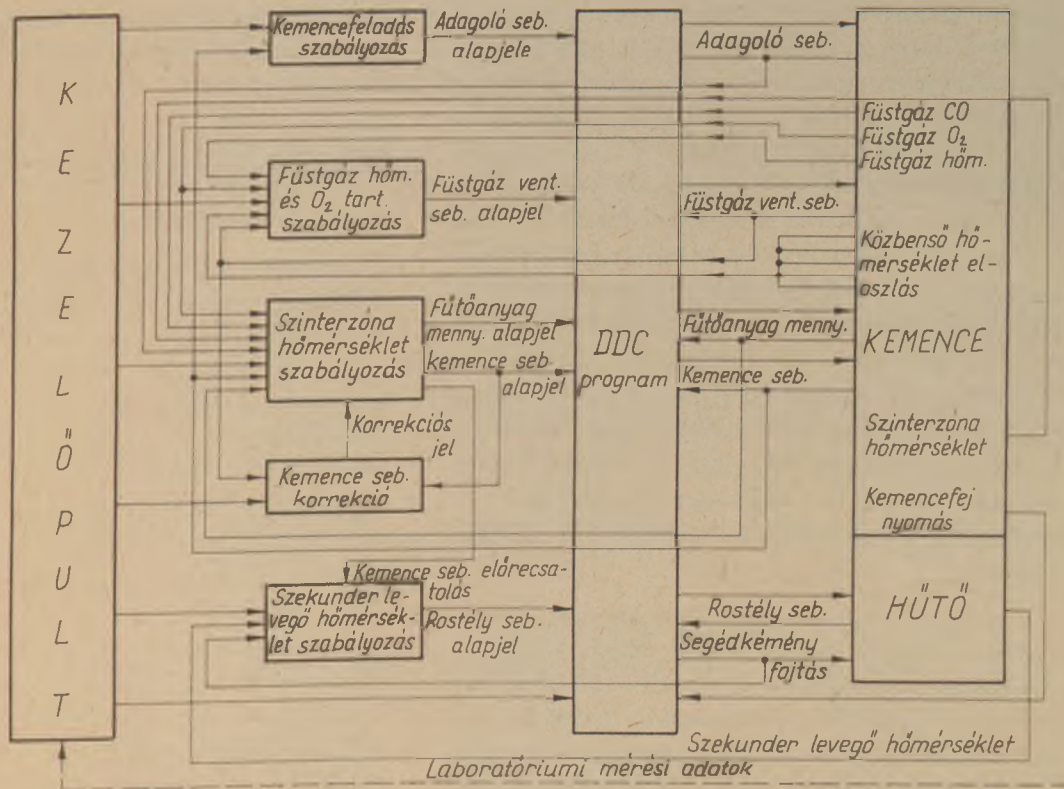 KEZELŐPULT
Kemencefeladás
szabályozás
Adagoló seb.
alapjele
Adagoló seb.
Füstgáz CO
Füstgáz O₂
Füstgáz hőm.
Füstgáz hőm.
és O₂ tart.
szabályozás
Füstgáz vent.
seb. alapjel
Füstgáz vent. seb.
Közbenső hő-
mérséklet el-
oszlás
Szinterzóna
hőmérséklet
szabályozás
Fűtőanyag
menny. alapjel
kemence seb.
alapjel
DDC
program
Fűtőanyag menny.
Kemence seb.
KEMENCE
Korrekciós
jel
Kemence seb.
korrekció
Szinterzóna
hőmérséklet
Kemencefej
nyomás
Kemence seb. előrecsa-
tolás
Szekunder le-
vegő hőmérsék-
let szabályozás
Rostély seb.
alapjel
Rostély seb.
Segédkémény
fojtás
HŰTŐ
Szekunder levegő hőmérséklet
Laboratóriumi mérési adatok